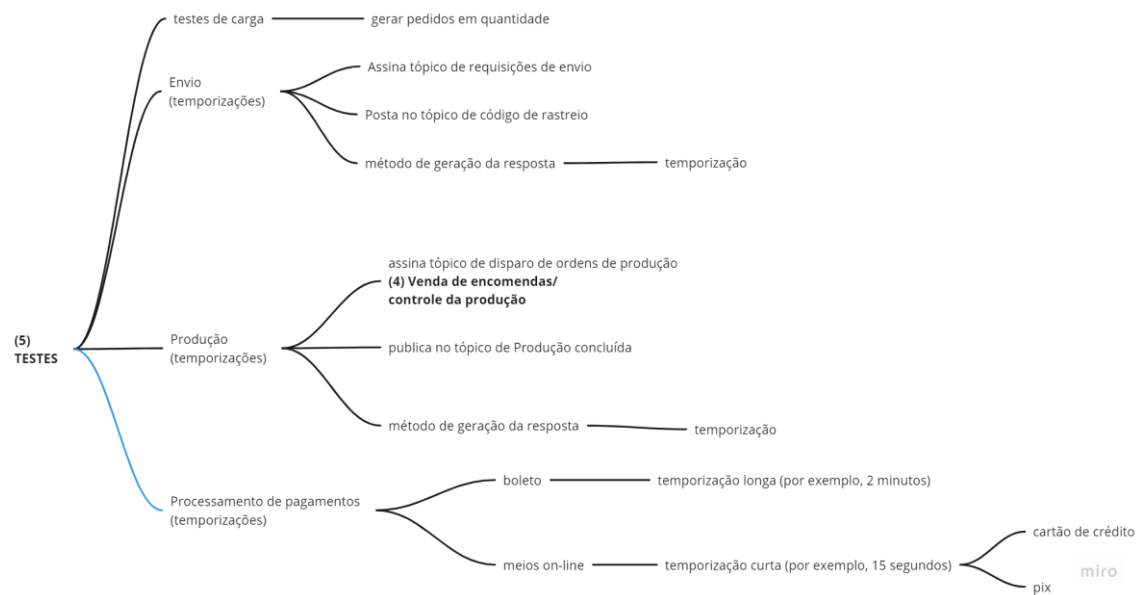 testes de carga
gerar pedidos em quantidade
Envio
(temporizações)
Assina tópico de requisições de envio
Posta no tópico de código de rastreio
método de geração da resposta
temporização
(5)
TESTES
Produção
(temporizações)
assina tópico de disparo de ordens de produção
(4) Venda de encomendas/
controle da produção
publica no tópico de Produção concluída
método de geração da resposta
temporização
Processamento de pagamentos
(temporizações)
boleto
temporização longa (por exemplo, 2 minutos)
meios on-line
temporização curta (por exemplo, 15 segundos)
cartão de crédito
pix
miro